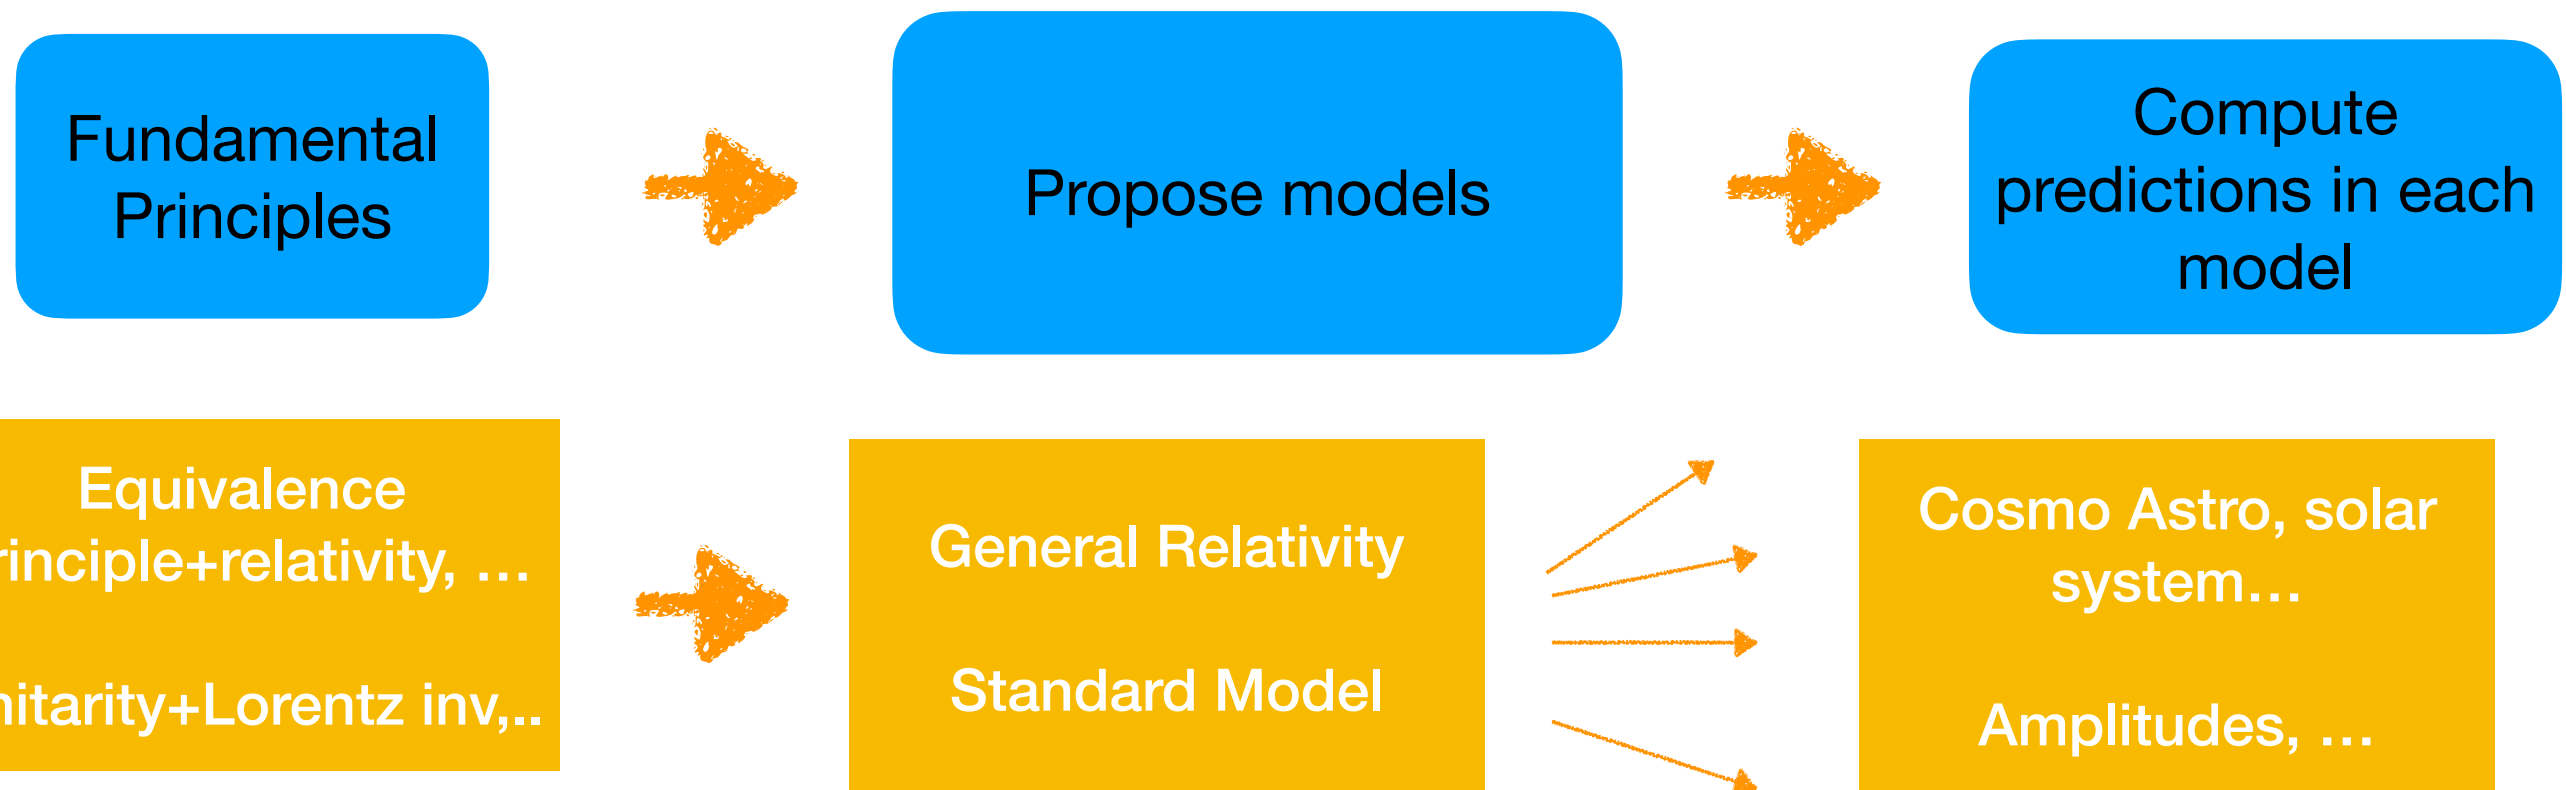 Fundamental
Principles
Propose models
Compute
predictions in each
model
Equivalence
rinciple+relativity, …
nitarity+Lorentz inv,..
General Relativity
Standard Model
Cosmo Astro, solar
system…
Amplitudes, …